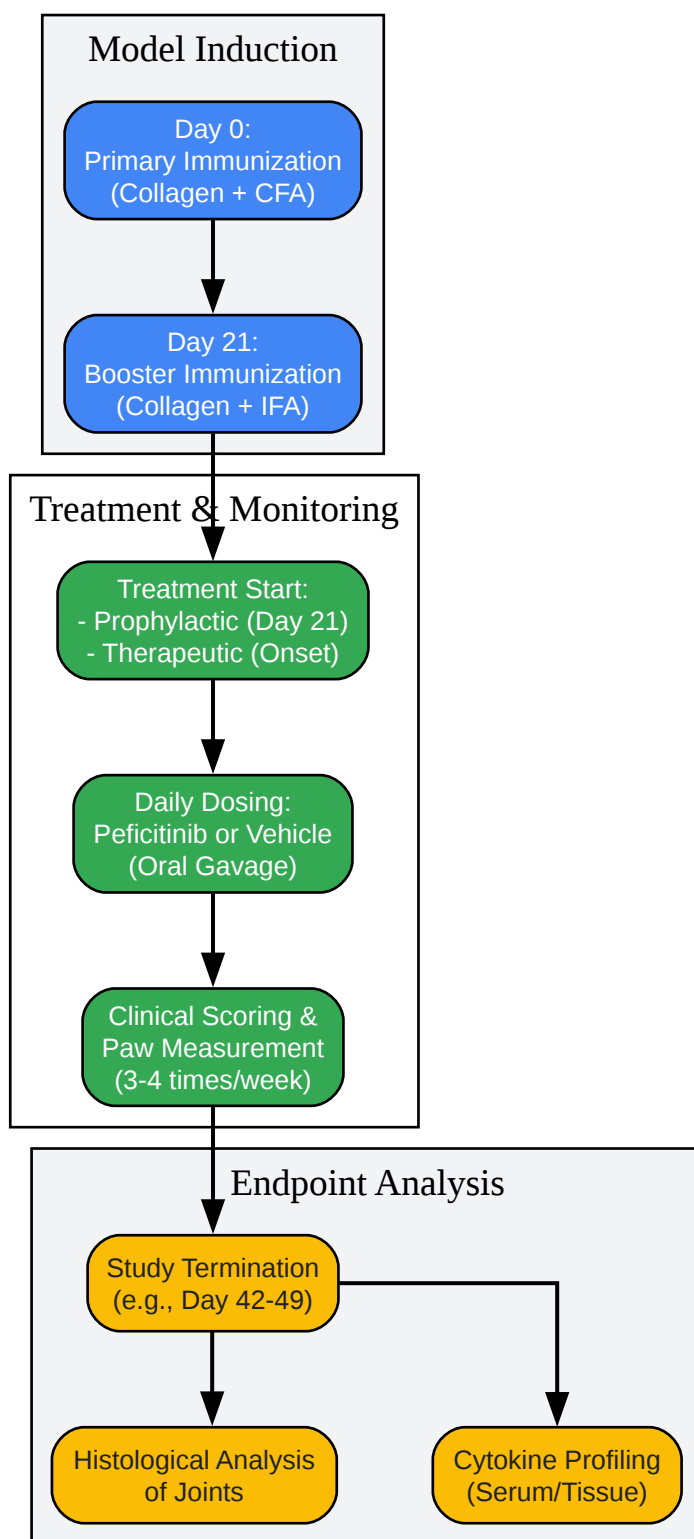 Model Induction
Day 0:
Primary Immunization
(Collagen + CFA)
Day 21:
Booster Immunization
(Collagen + IFA)
Treatment & Monitoring
Treatment Start:
- Prophylactic (Day 21)
- Therapeutic (Onset)
Daily Dosing:
Peficitinib or Vehicle
(Oral Gavage)
Clinical Scoring &
Paw Measurement
(3-4 times/week)
Endpoint Analysis
Study Termination
(e.g., Day 42-49)
Histological Analysis
of Joints
Cytokine Profiling
(Serum/Tissue)